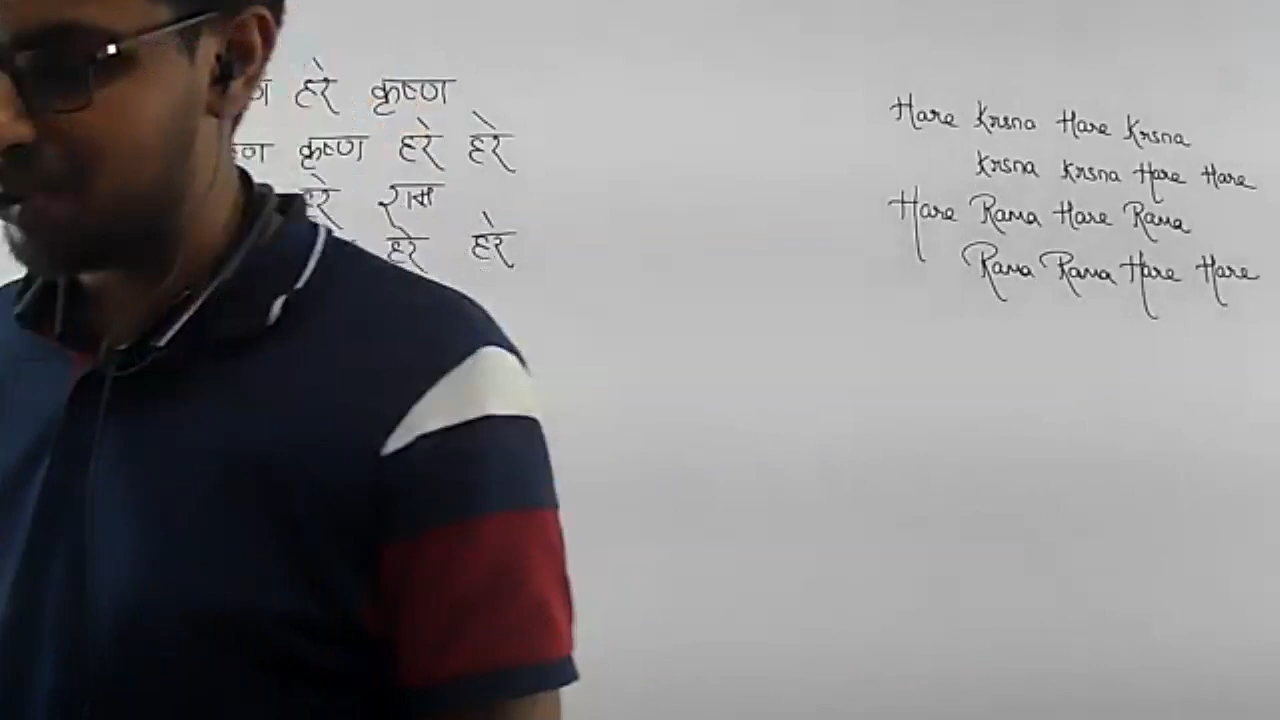 हरे कृष्ण
कृष्ण हरे हरे
हरे राम
हरे हरे
Hare Krsna Hare Krsna
Krsna Krsna Hare Hare
Hare Rama Hare Rama
Rama Rama Hare Hare